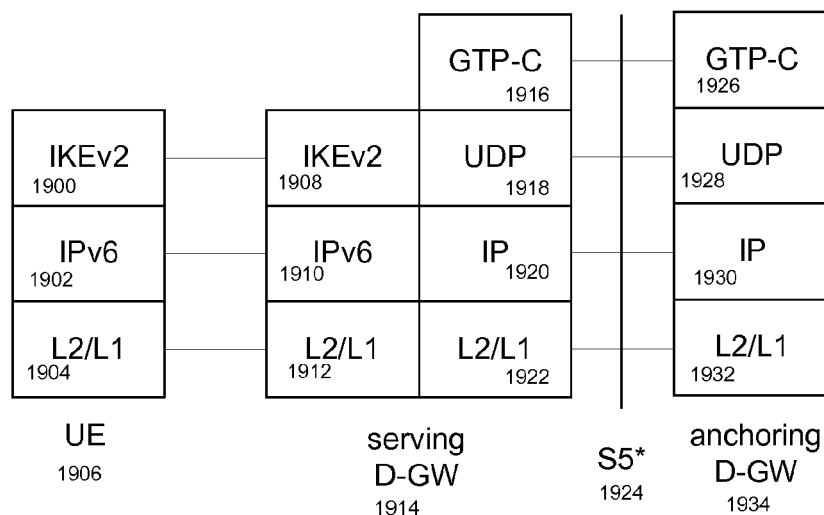 GTP-C
1916
GTP-C
1926
IKEv2
1900
IKEv2
1908
UDP
1918
UDP
1928
IPv6
1902
IPv6
1910
IP
1920
IP
1930
L2/L1
1904
L2/L1
1912
L2/L1
1922
L2/L1
1932
UE
1906
serving
D-GW
1914
S5*
1924
anchoring
D-GW
1934